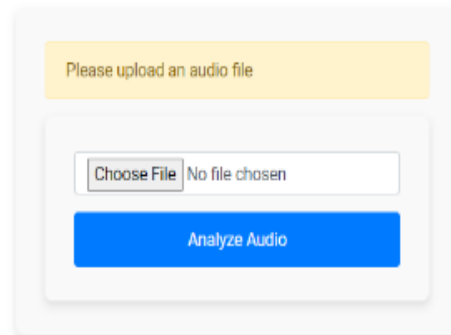 Please upload an audio file
Choose File No file chosen
Analyze Audio